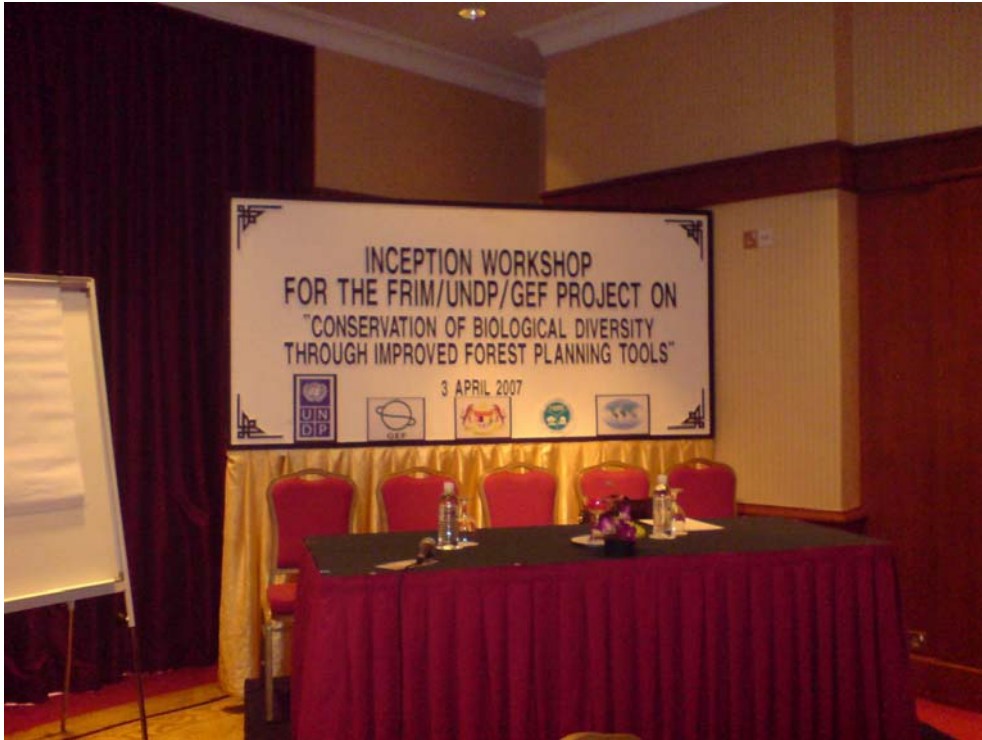 INCEPTION WORKSHOP
FOR THE FRIM/UNDP/GEF PROJECT ON
"CONSERVATION OF BIOLOGICAL DIVERSITY
THROUGH IMPROVED FOREST PLANNING TOOLS"
3 APRIL 2007
UN
DP
GEF